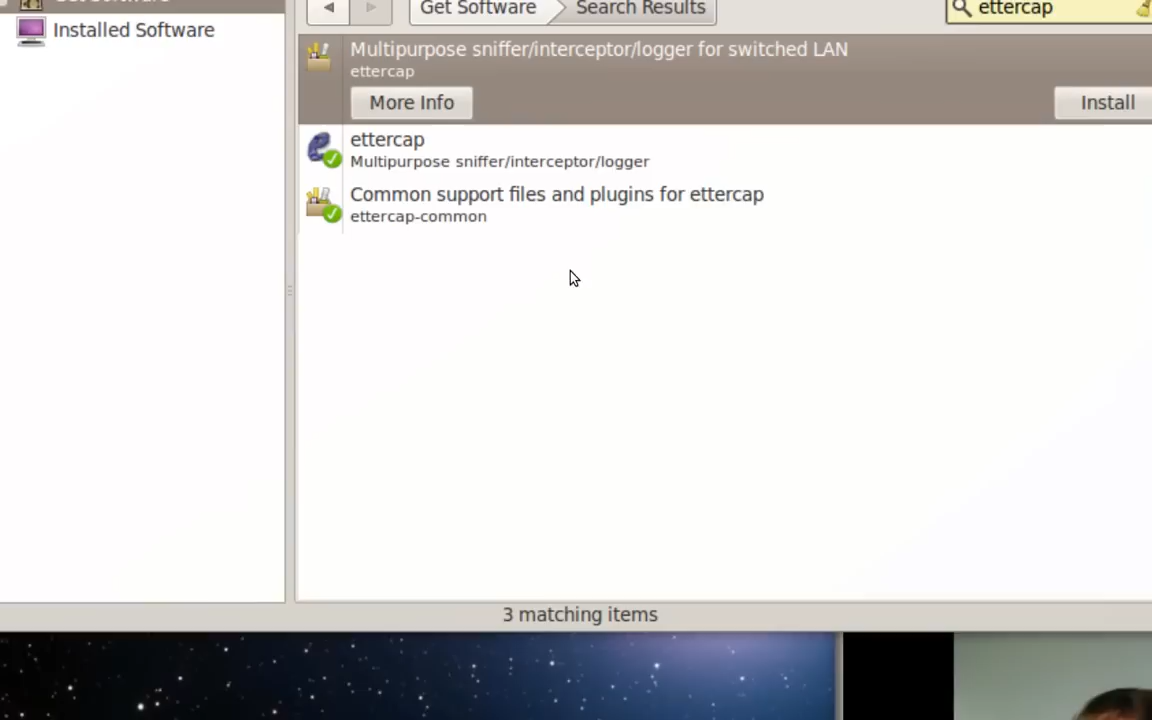 Get Software
Search Results
ettercap
Installed Software
Multipurpose sniffer/interceptor/logger for switched LAN
ettercap
More Info
Install
ettercap
Multipurpose sniffer/interceptor/logger
Common support files and plugins for ettercap
ettercap-common
3 matching items